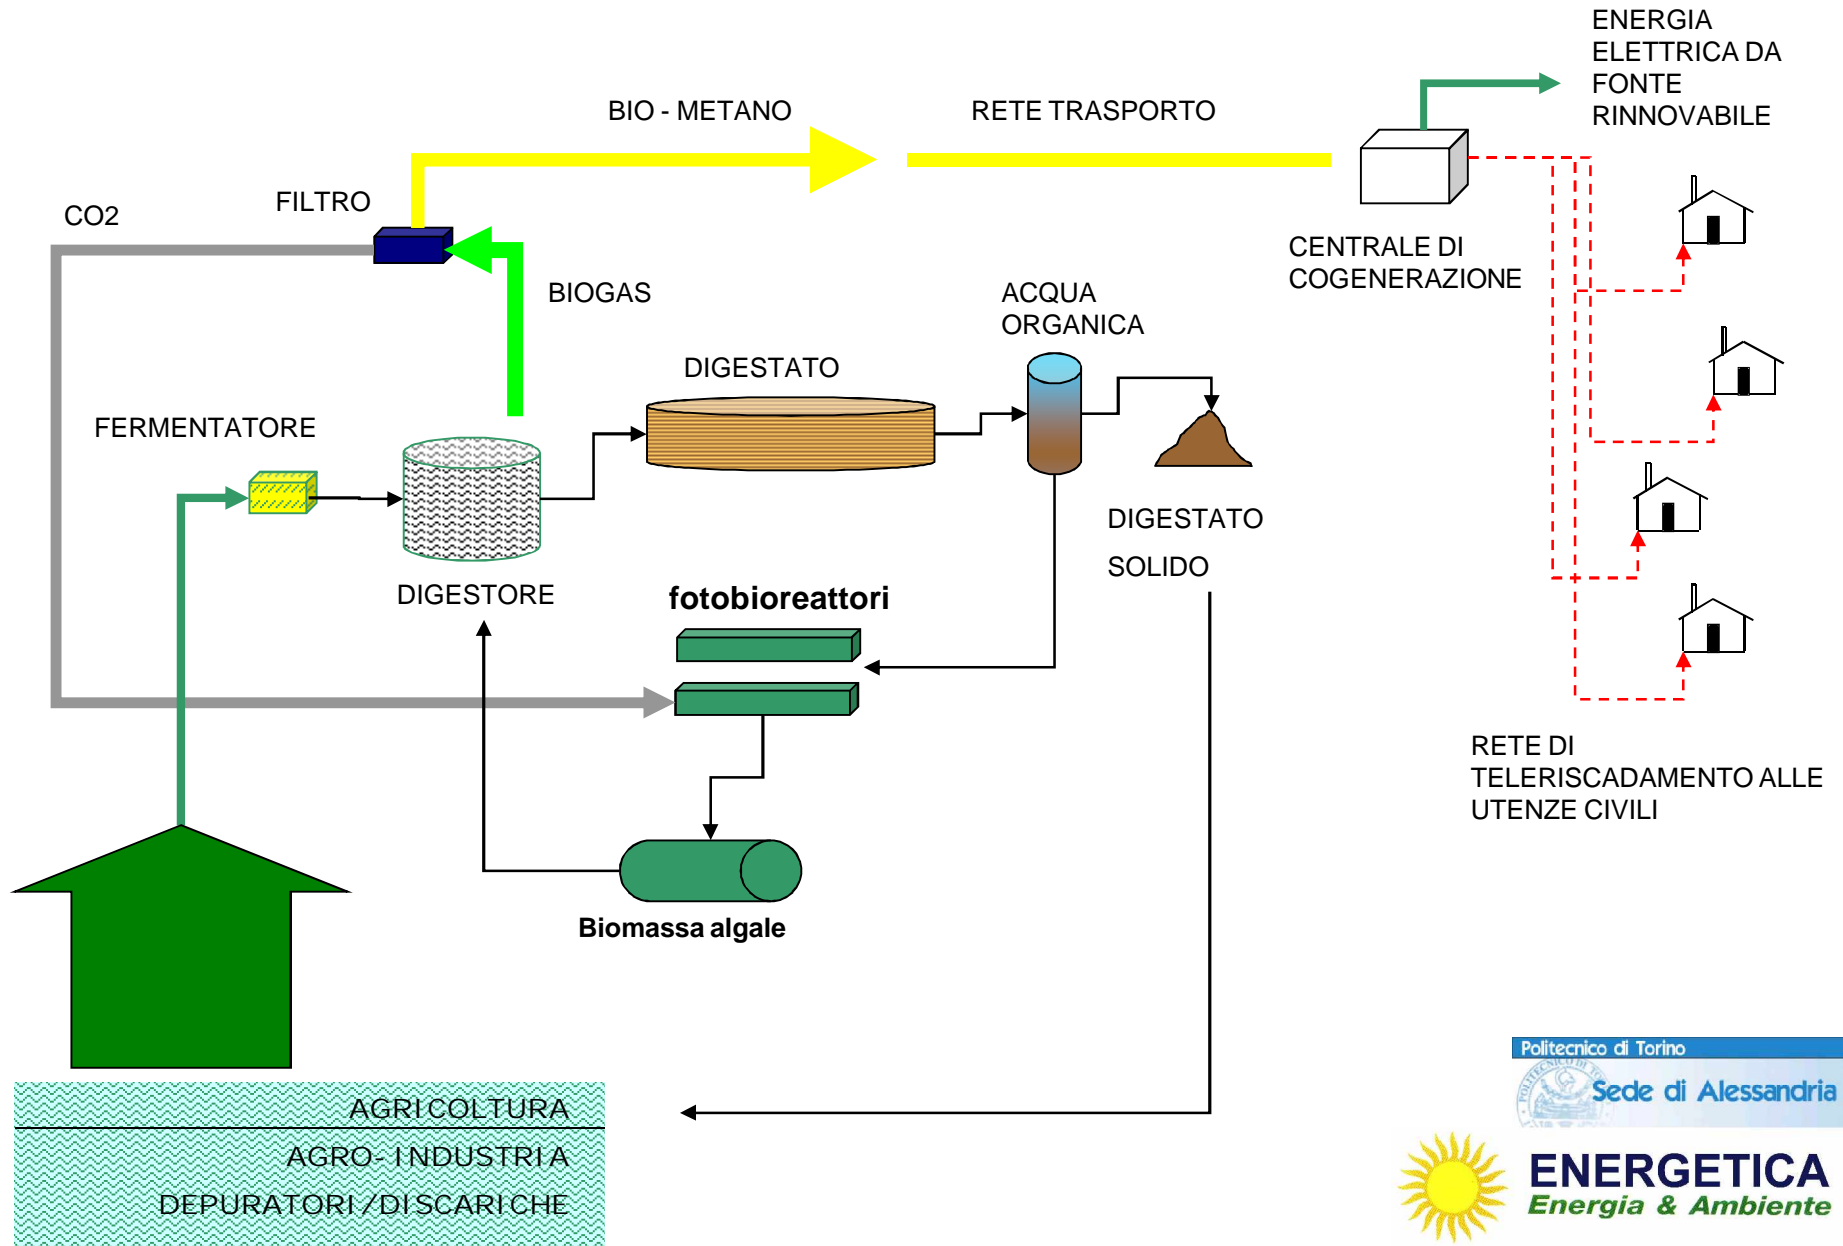 ENERGIA
ELETTRICA DA
FONTE
RINNOVABILE
BIO - METANO
RETE TRASPORTO
FILTRO
CO2
CENTRALE DI
COGENERAZIONE
BIOGAS
ACQUA
ORGANICA
DIGESTATO
FERMENTATORE
DIGESTATO
SOLIDO
DIGESTORE
fotobioreattori
RETE DI
TELERISCADAMENTO ALLE
UTENZE CIVILI
Biomassa algale
AGRICOLTURA
AGRO-INDUSTRIA
DEPURATORI/DISCARICHE
Politecnico di Torino
Sede di Alessandria
ENERGETICA
Energia & Ambiente